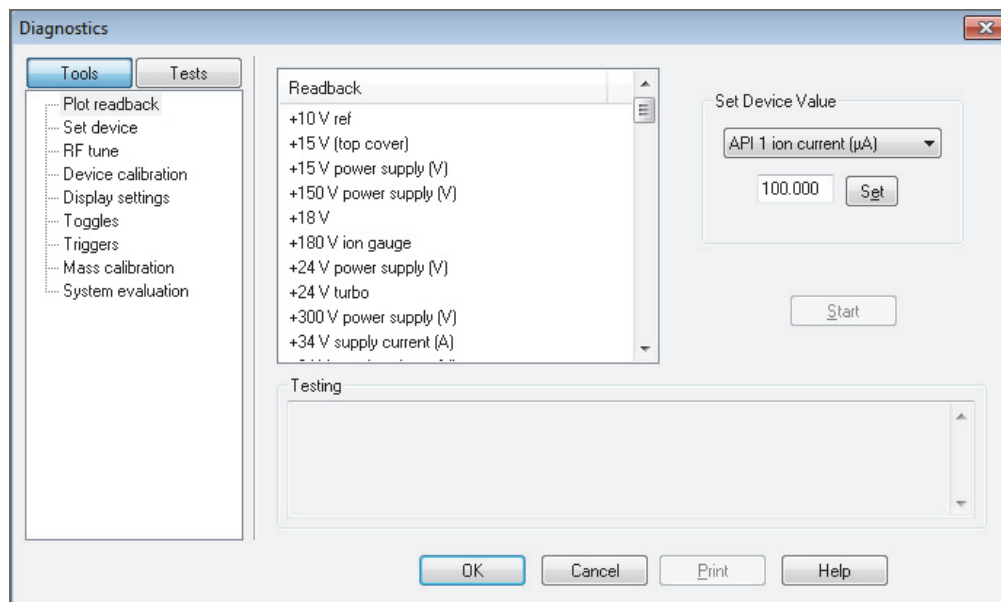 Diagnostics
Tools
Tests
Plot readback
Set device
RF tune
Device calibration
Display settings
Toggles
Triggers
Mass calibration
System evaluation
Readback
+10 V ref
+15 V (top cover)
+15 V power supply (V)
+150 V power supply (V)
+18 V
+180 V ion gauge
+24 V power supply (V)
+24 V turbo
+300 V power supply (V)
+34 V supply current (A)
Set Device Value
API 1 ion current (µA)
100.000
Set
Start
Testing
OK
Cancel
Print
Help